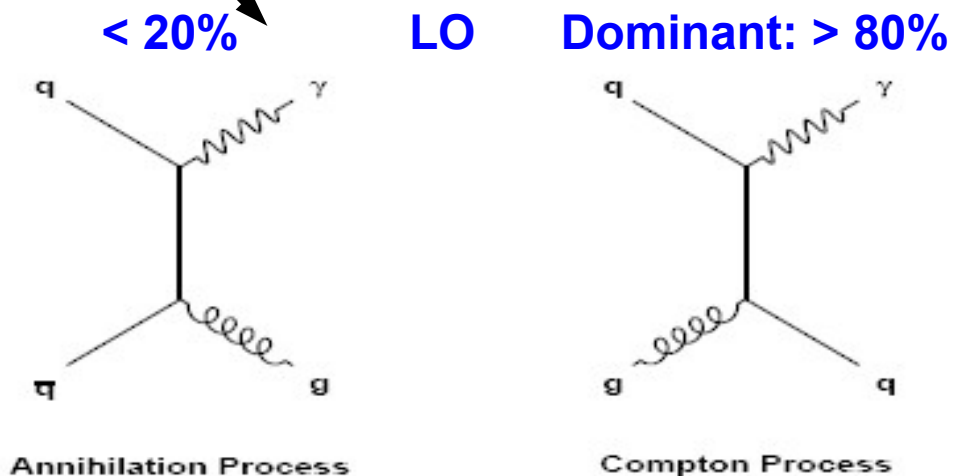 < 20% LO Dominant: > 80%
q γ q γ
q̅ g g q
Annihilation Process Compton Process